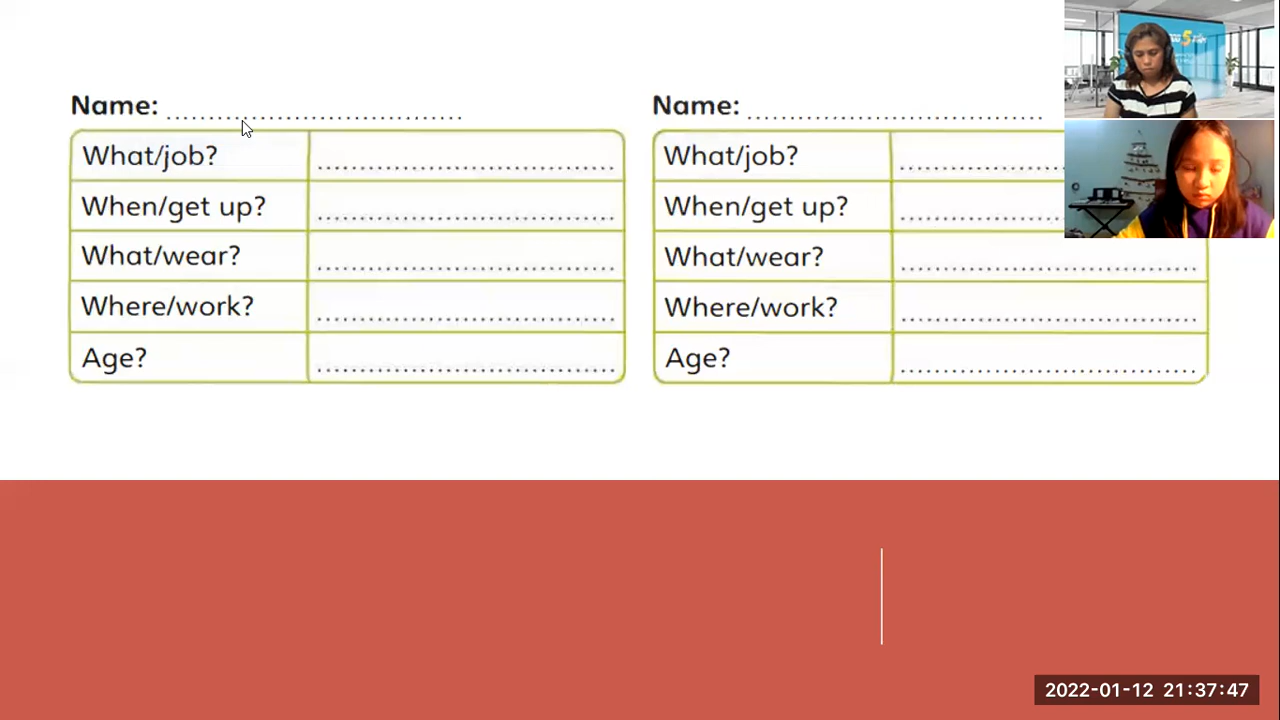 Name: ........................................
What/job? ........................................
When/get up? ........................................
What/wear? ........................................
Where/work? ........................................
Age? ........................................
Name: ........................................
What/job? ........................................
When/get up? ........................................
What/wear? ........................................
Where/work? ........................................
Age? ........................................
2022-01-12 21:37:47